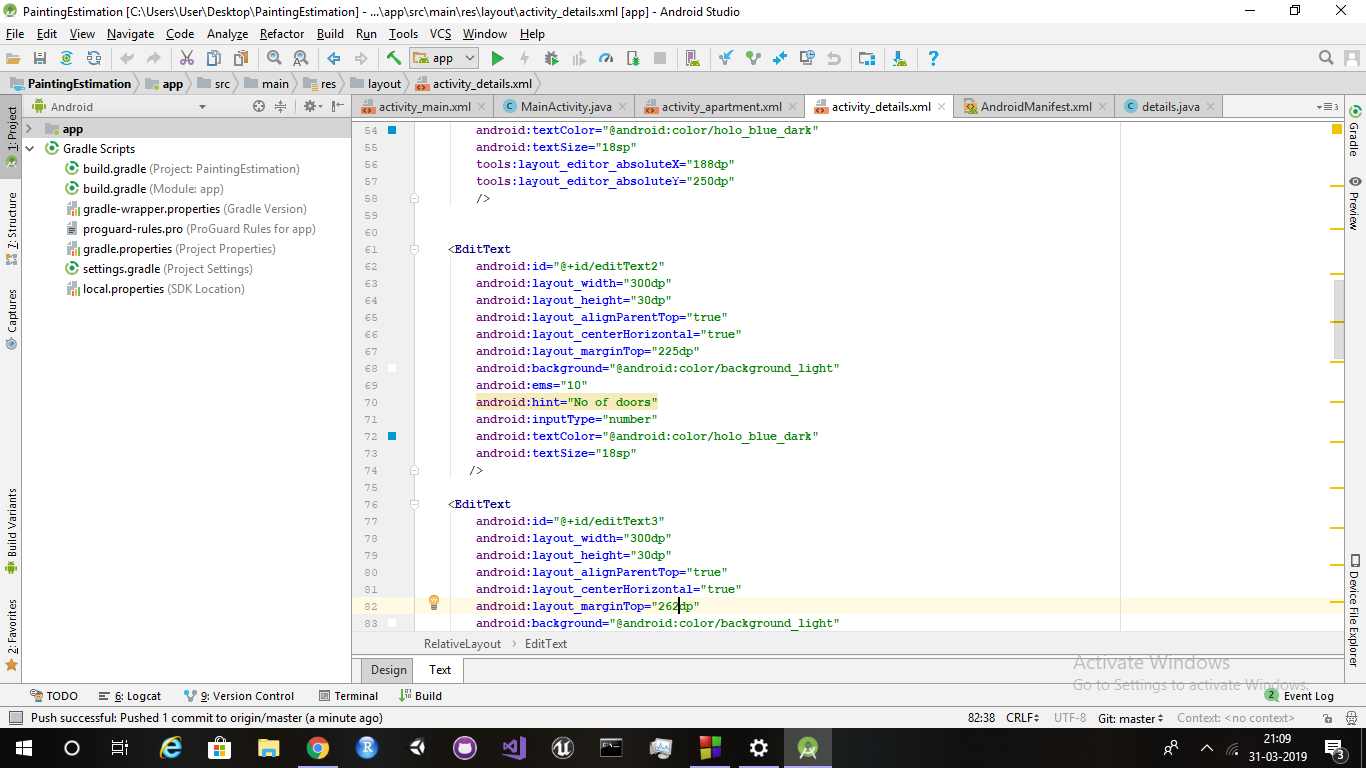 PaintingEstimation [C:\Users\User\Desktop\PaintingEstimation] - ...\app\src\main\res\layout\activity_details.xml [app] - Android Studio
File Edit View Navigate Code Analyze Refactor Build Run Tools VCS Window Help
app
PaintingEstimation app src main res layout activity_details.xml
Android
activity_main.xml MainActivity.java activity_apartment.xml activity_details.xml AndroidManifest.xml details.java 3
1: Project
7: Structure
Captures
Build Variants
2: Favorites
app
Gradle Scripts
build.gradle (Project: PaintingEstimation)
build.gradle (Module: app)
gradle-wrapper.properties (Gradle Version)
proguard-rules.pro (ProGuard Rules for app)
gradle.properties (Project Properties)
settings.gradle (Project Settings)
local.properties (SDK Location)
54 android:textColor="@android:color/holo_blue_dark"
55 android:textSize="18sp"
56 tools:layout_editor_absoluteX="188dp"
57 tools:layout_editor_absoluteY="250dp"
58 />
59
60
61 <EditText
62 android:id="@+id/editText2"
63 android:layout_width="300dp"
64 android:layout_height="30dp"
65 android:layout_alignParentTop="true"
66 android:layout_centerHorizontal="true"
67 android:layout_marginTop="225dp"
68 android:background="@android:color/background_light"
69 android:ems="10"
70 android:hint="No of doors"
71 android:inputType="number"
72 android:textColor="@android:color/holo_blue_dark"
73 android:textSize="18sp"
74 />
75
76 <EditText
77 android:id="@+id/editText3"
78 android:layout_width="300dp"
79 android:layout_height="30dp"
80 android:layout_alignParentTop="true"
81 android:layout_centerHorizontal="true"
82 android:layout_marginTop="262dp"
83 android:background="@android:color/background_light"
Gradle
Preview
Device File Explorer
RelativeLayout EditText
Design Text
Activate Windows
Go to Settings to activate Windows.
TODO 6: Logcat 9: Version Control Terminal Build 2 Event Log
Push successful: Pushed 1 commit to origin/master (a minute ago) 82:38 CRLF UTF-8 Git: master Context: <no context>
21:09
31-03-2019
3